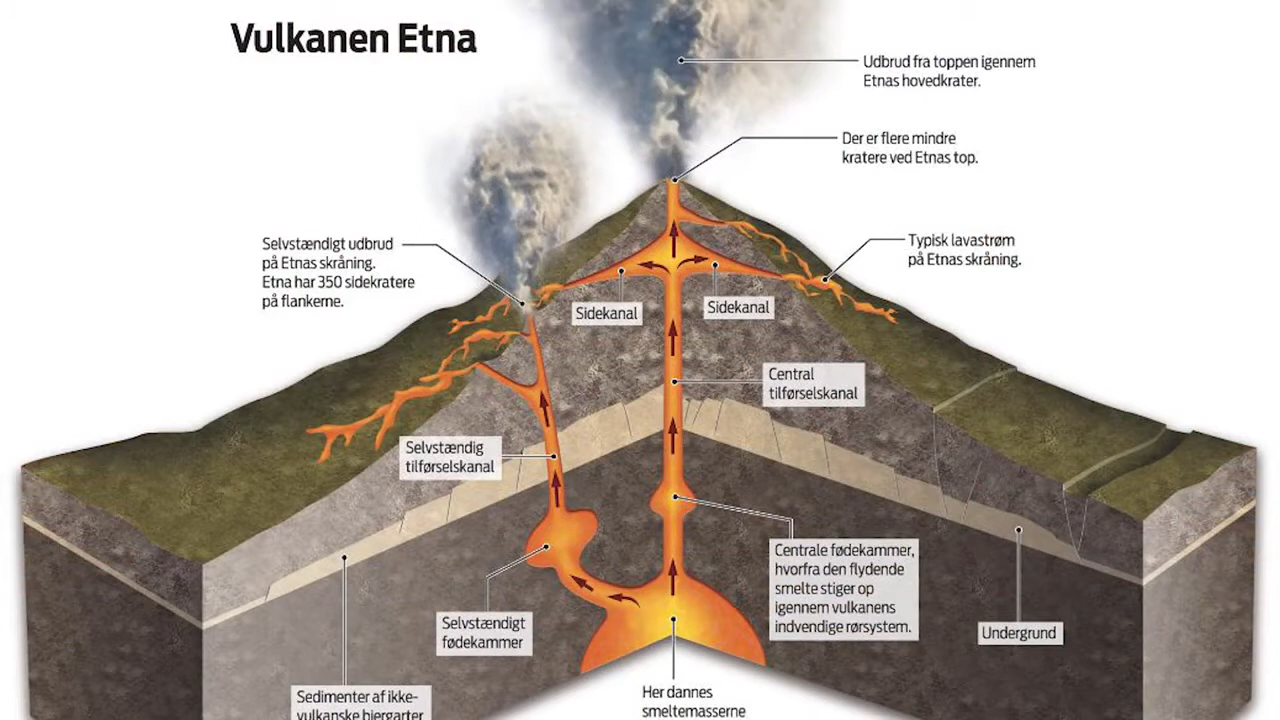 Vulkanen Etna
Udbrud fra toppen igennem
Etnas hovedkrater.
Der er flere mindre
kratere ved Etnas top.
Selvstændigt udbrud
på Etnas skråning.
Etna har 350 sidekratere
på flankerne.
Typisk lavastrøm
på Etnas skråning.
Sidekanal
Sidekanal
Central
tilførselskanal
Selvstændig
tilførselskanal
Centrale fødekammer,
hvorfra den flydende
smelte stiger op
igennem vulkanens
indvendige rørsystem.
Selvstændigt
fødekammer
Undergrund
Sedimenter af ikke-
vulkanske bjergarter
Her dannes
smeltemasserne